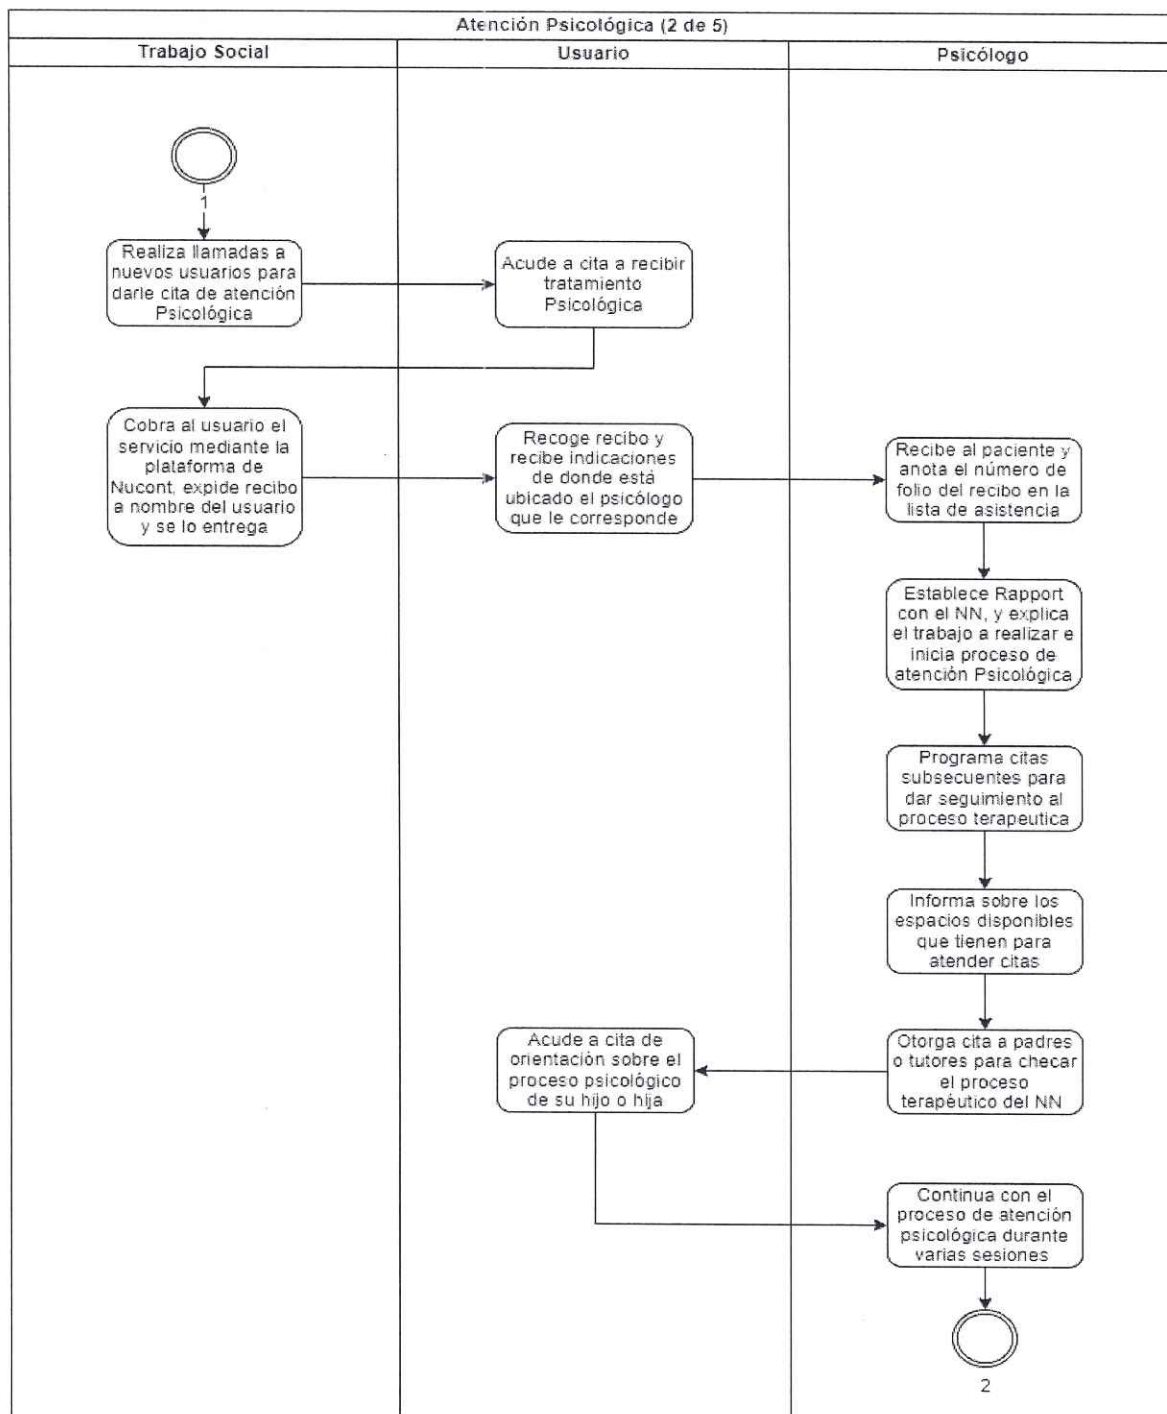 Atención Psicológica (2 de 5)
Trabajo Social
Usuario
Psicólogo
1
Realiza llamadas a
nuevos usuarios para
darle cita de atención
Psicológica
Acude a cita a recibir
tratamiento
Psicológica
Cobra al usuario el
servicio mediante la
plataforma de
Nucont, expide recibo
a nombre del usuario
y se lo entrega
Recoge recibo y
recibe indicaciones
de donde está
ubicado el psicólogo
que le corresponde
Recibe al paciente y
anota el número de
folio del recibo en la
lista de asistencia
Establece Rapport
con el NN, y explica
el trabajo a realizar e
inicia proceso de
atención Psicológica
Programa citas
subsecuentes para
dar seguimiento al
proceso terapeutica
Informa sobre los
espacios disponibles
que tienen para
atender citas
Otorga cita a padres
o tutores para checar
el proceso
terapéutico del NN
Acude a cita de
orientación sobre el
proceso psicológico
de su hijo o hija
Continua con el
proceso de atención
psicológica durante
varias sesiones
2